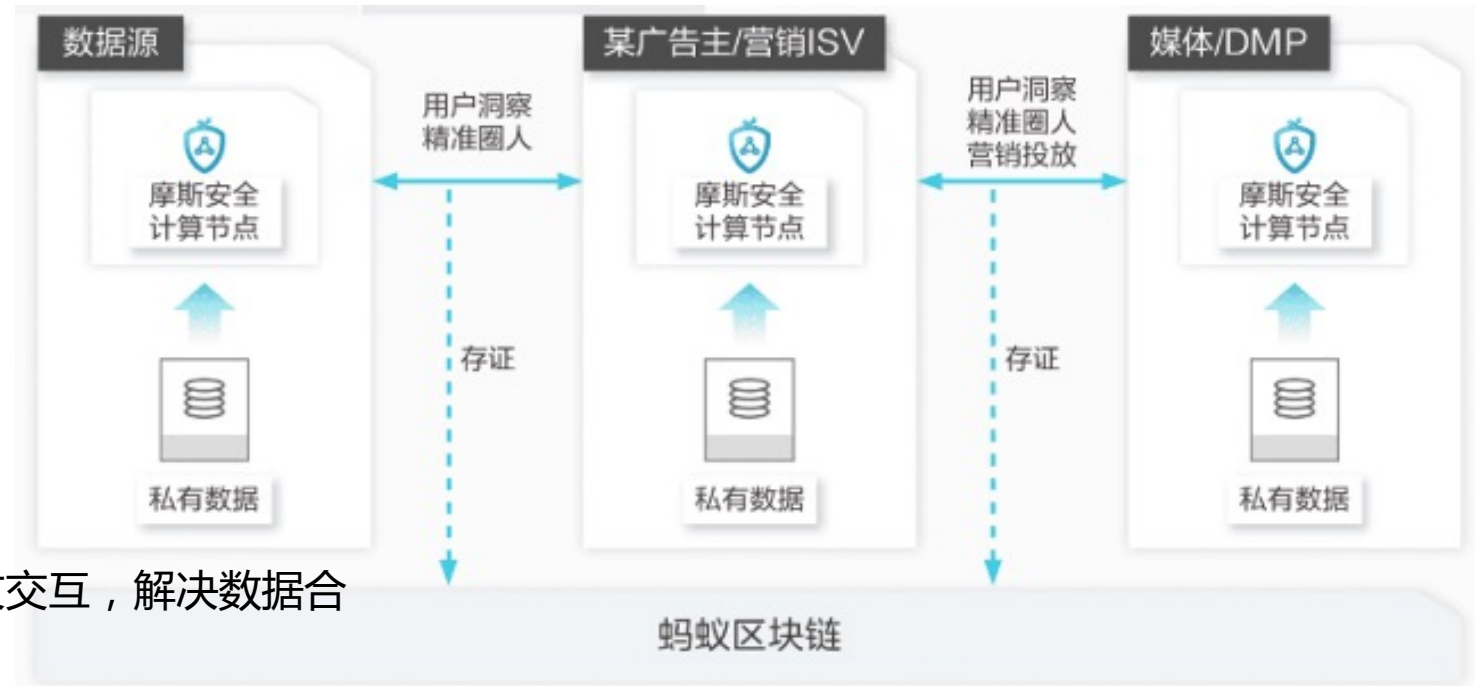 数据源
某广告主/营销ISV
媒体/DMP
用户洞察
精准圈人
用户洞察
精准圈人
营销投放
摩斯安全
计算节点
摩斯安全
计算节点
摩斯安全
计算节点
存证
存证
私有数据
私有数据
私有数据
交互，解决数据合
蚂蚁区块链